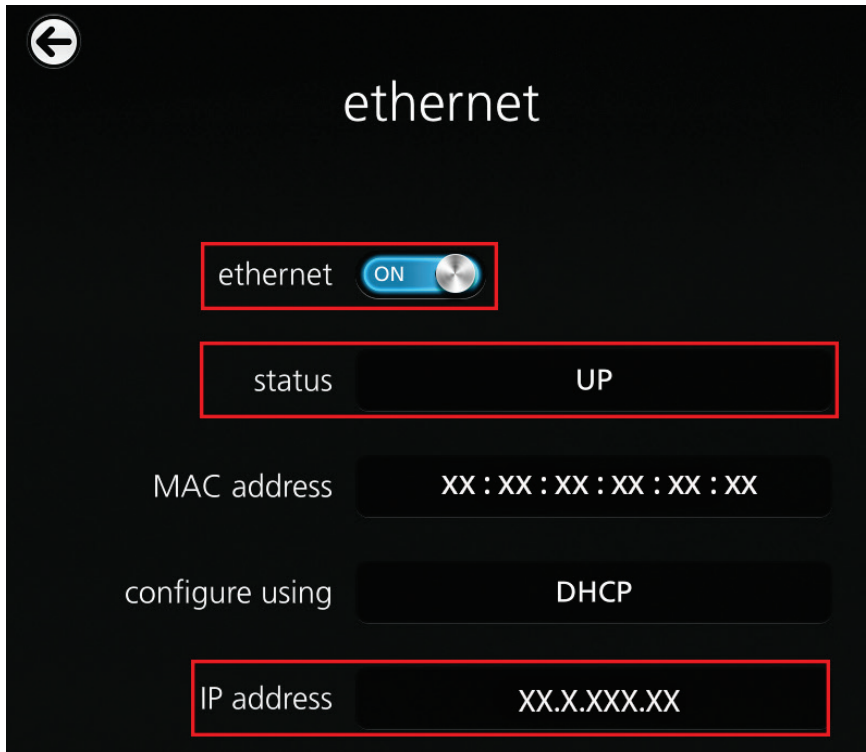 ethernet
ethernet ON
status UP
MAC address XX : XX : XX : XX : XX : XX
configure using DHCP
IP address XX.X.XXX.XX